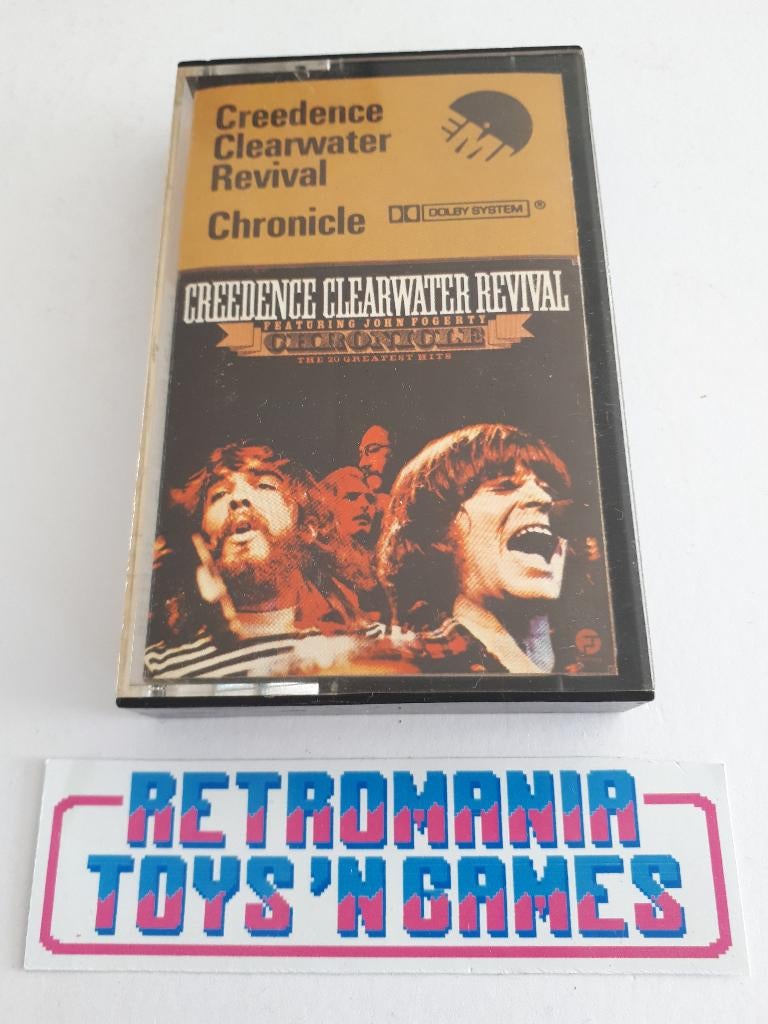 Creedence
Clearwater
Revival
EMI
Chronicle
DOLBY SYSTEM ®
CREEDENCE CLEARWATER REVIVAL
FEATURING JOHN FOGERTY
CHRONICLE
THE 20 GREATEST HITS
RETROMANIA
TOYS 'N GAMES